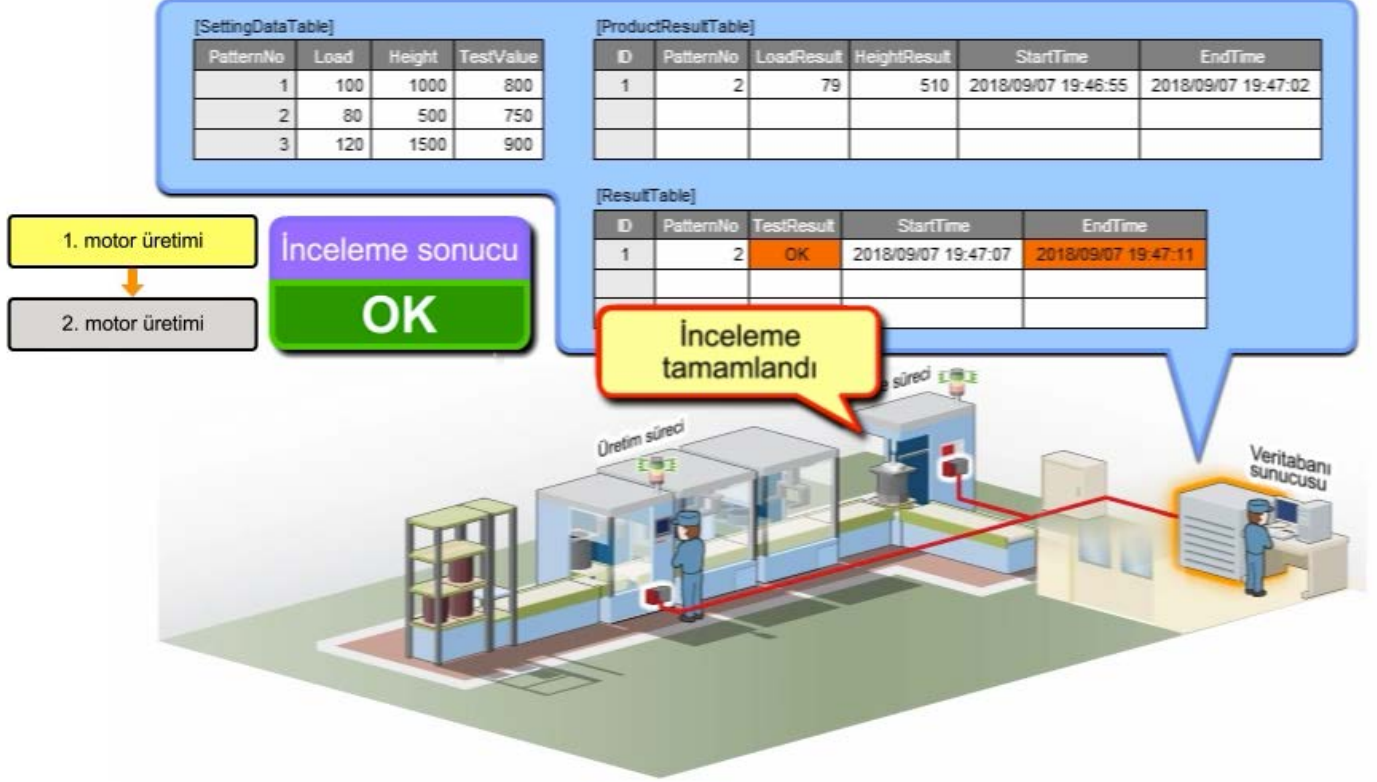 [SettingDataTable]
PatternNo Load Height TestValue
1 100 1000 800
2 80 500 750
3 120 1500 900
[ProductResultTable]
ID PatternNo LoadResult HeightResult StartTime EndTime
1 2 79 510 2018/09/07 19:46:55 2018/09/07 19:47:02
[ResultTable]
ID PatternNo TestResult StartTime EndTime
1 2 OK 2018/09/07 19:47:07 2018/09/07 19:47:11
1. motor üretimi
2. motor üretimi
İnceleme sonucu
OK
İnceleme
tamamlandı
süreci
Üretim süreci
Veritabanı
sunucusu